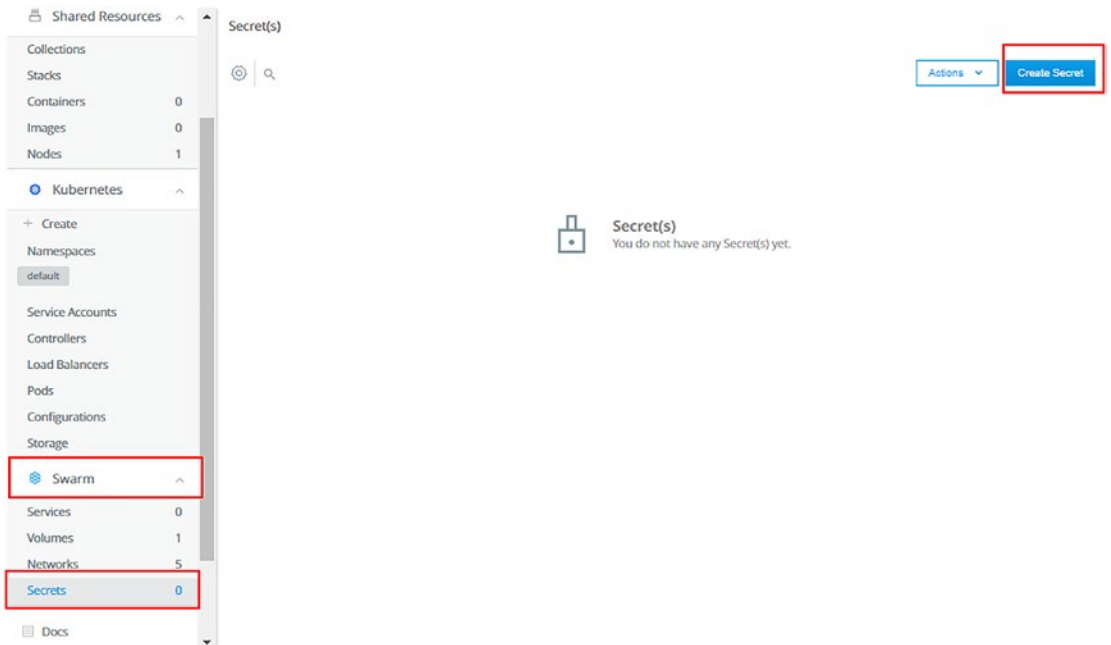 Shared Resources
Collections
Stacks
Containers 0
Images 0
Nodes 1
Kubernetes
+ Create
Namespaces
default
Service Accounts
Controllers
Load Balancers
Pods
Configurations
Storage
Swarm
Services 0
Volumes 1
Networks 5
Secrets 0
Docs
Secret(s)
Actions
Create Secret
Secret(s)
You do not have any Secret(s) yet.